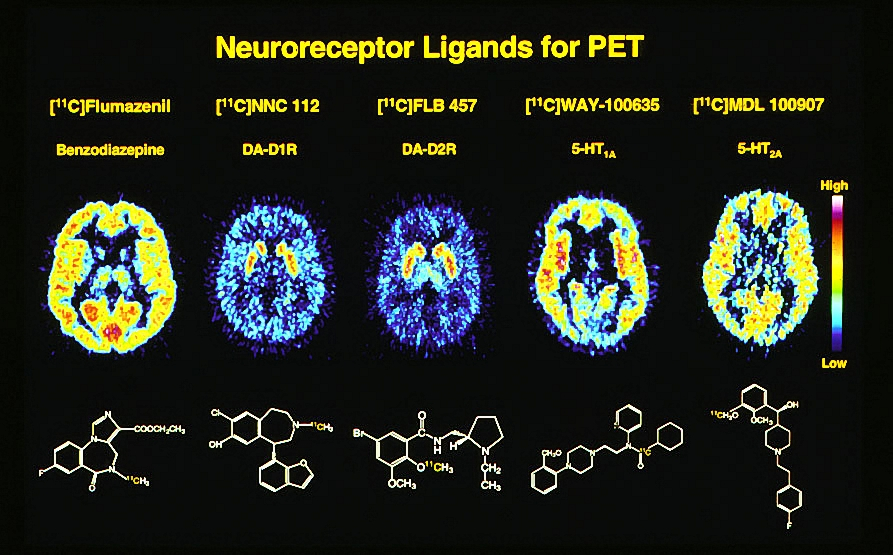 Neuroreceptor Ligands for PET
[¹¹C]Flumazenil [¹¹C]NNC 112 [¹¹C]FLB 457 [¹¹C]WAY-100635 [¹¹C]MDL 100907
Benzodiazepine DA-D1R DA-D2R 5-HT₁ₐ 5-HT₂ₐ
High
Low
N
COOCH₂CH₃
N
F
N
¹¹CH₃
O
Cl
OH
N
¹¹CH₃
O
Br
O
C
N
H
H
N
O¹¹CH₃
OCH₃
CH₂
CH₃
CH₃O
N
N
N
¹¹C
O
¹¹CH₃O
OCH₃
OH
N
F